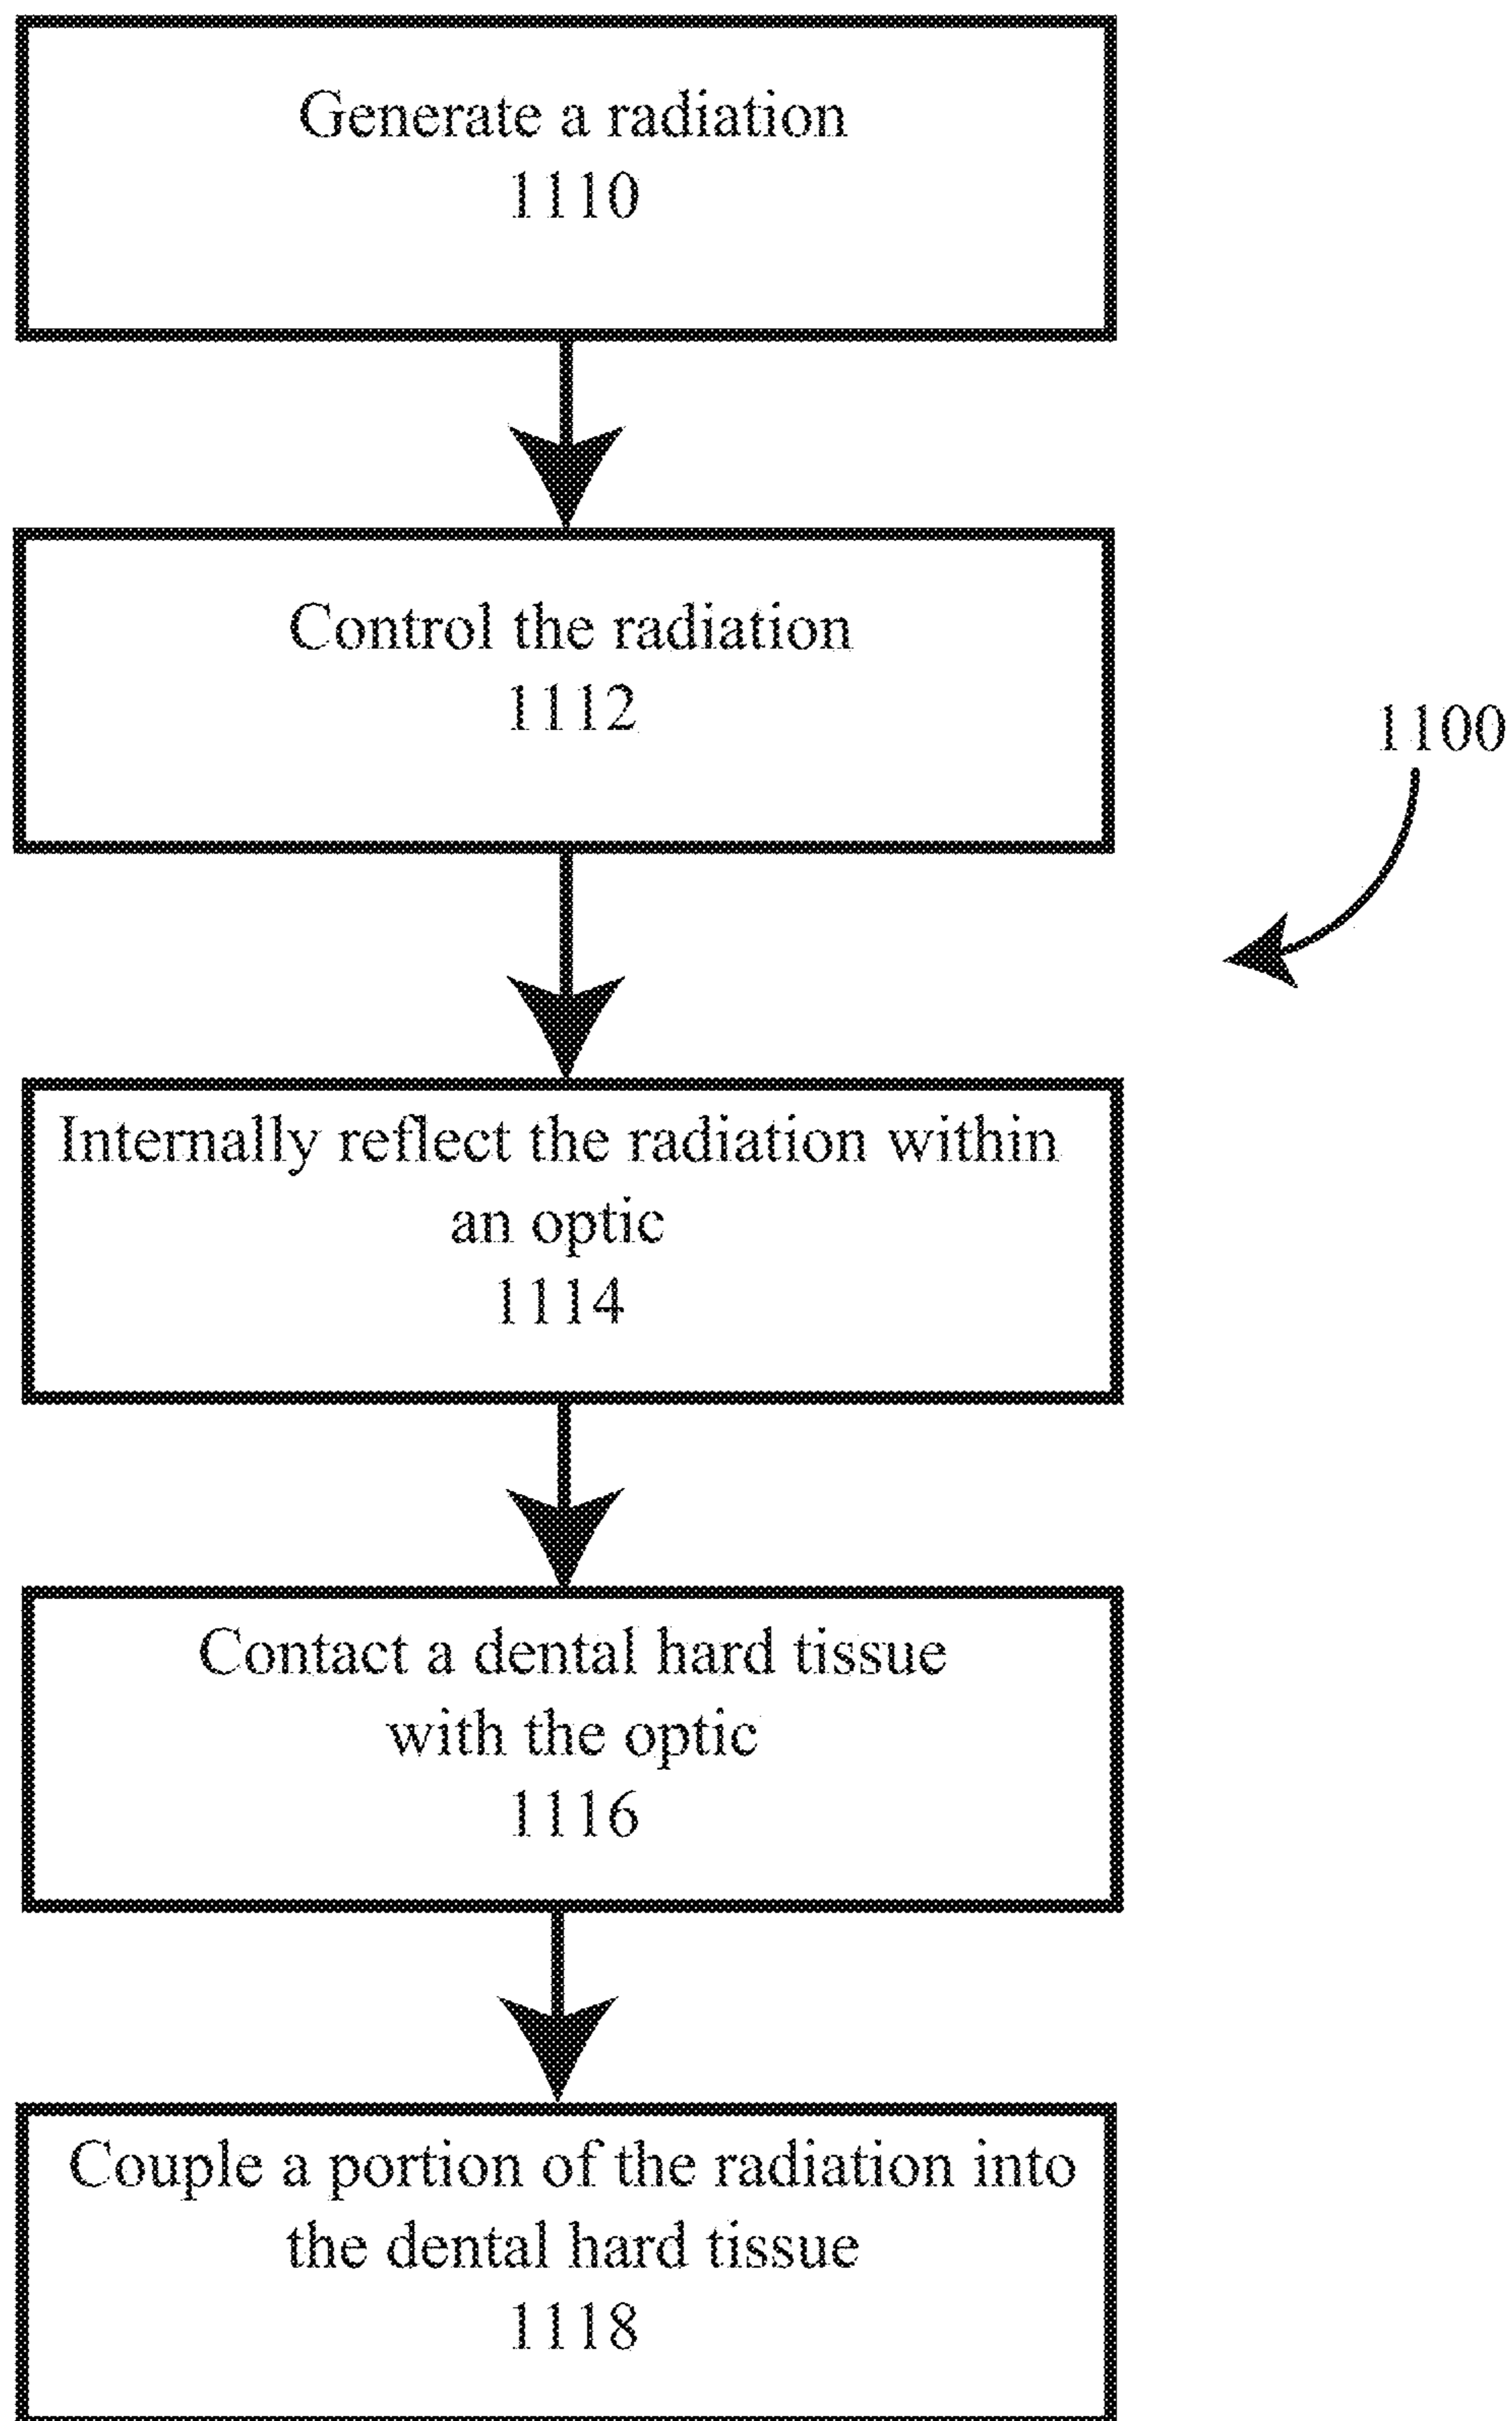 Generate a radiation
1110
Control the radiation
1112
1100
Internally reflect the radiation within
an optic
1114
Contact a dental hard tissue
with the optic
1116
Couple a portion of the radiation into
the dental hard tissue
1118